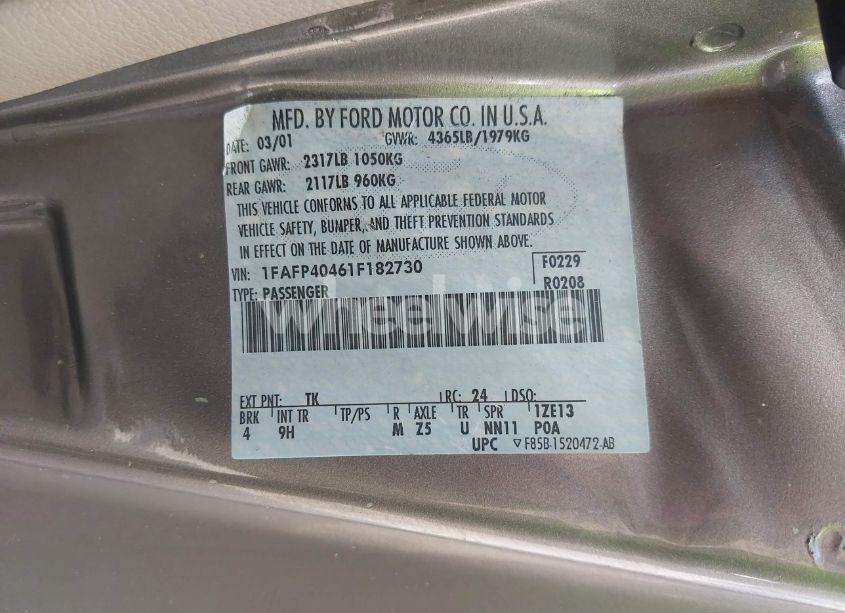 MFD. BY FORD MOTOR CO. IN U.S.A.
DATE: 03/01 GVWR: 4365LB/1979KG
FRONT GAWR: 2317LB 1050KG
REAR GAWR: 2117LB 960KG
THIS VEHICLE CONFORMS TO ALL APPLICABLE FEDERAL MOTOR
VEHICLE SAFETY, BUMPER, AND THEFT PREVENTION STANDARDS
IN EFFECT ON THE DATE OF MANUFACTURE SHOWN ABOVE.
VIN: 1FAFP40461F182730 F0229
TYPE: PASSENGER R0208
wheelwise
EXT PNT: TK RC: 24 DSO:
BRK INT TR TP/PS R AXLE TR SPR 1ZE13
4 9H M Z5 U NN11 POA
UPC ▽ F85B-1520472-AB